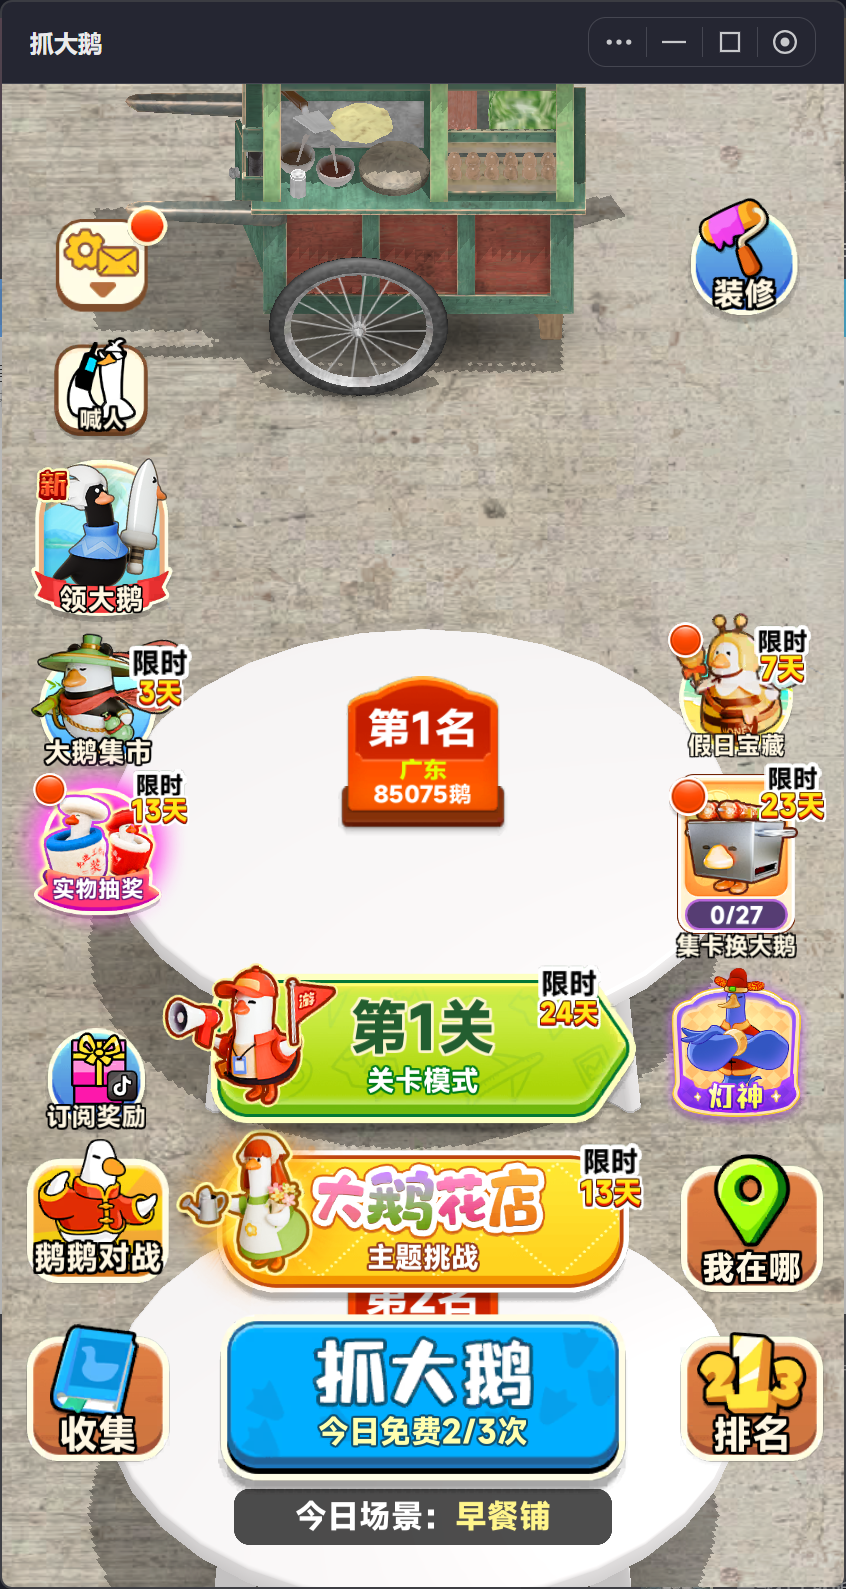 抓大鹅
装修
喊人
新
领大鹅
限时
3天
大鹅集市
限时
7天
HONEY
假日宝藏
第1名
广东
85075鹅
限时
13天
实物抽奖
限时
23天
0/27
集卡换大鹅
限时
24天
游
第1关
关卡模式
灯神
订阅奖励
限时
13天
大鹅花店
主题挑战
鹅鹅对战
我在哪
第2名
抓大鹅
今日免费2/3次
收集
排名
今日场景：早餐铺